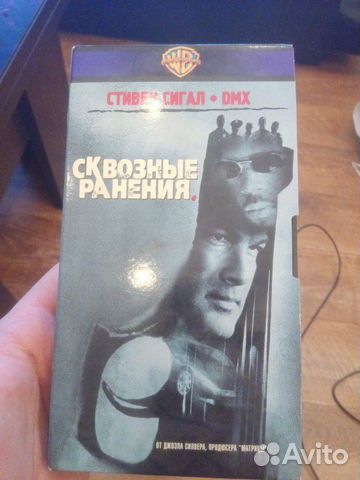 WB
СТИВЕН СИГАЛ • DMX
СКВОЗНЫЕ
РАНЕНИЯ.
ОТ ДЖОЭЛА СИЛВЕРА, ПРОДЮСЕРА "МАТРИЦЫ"
Avito